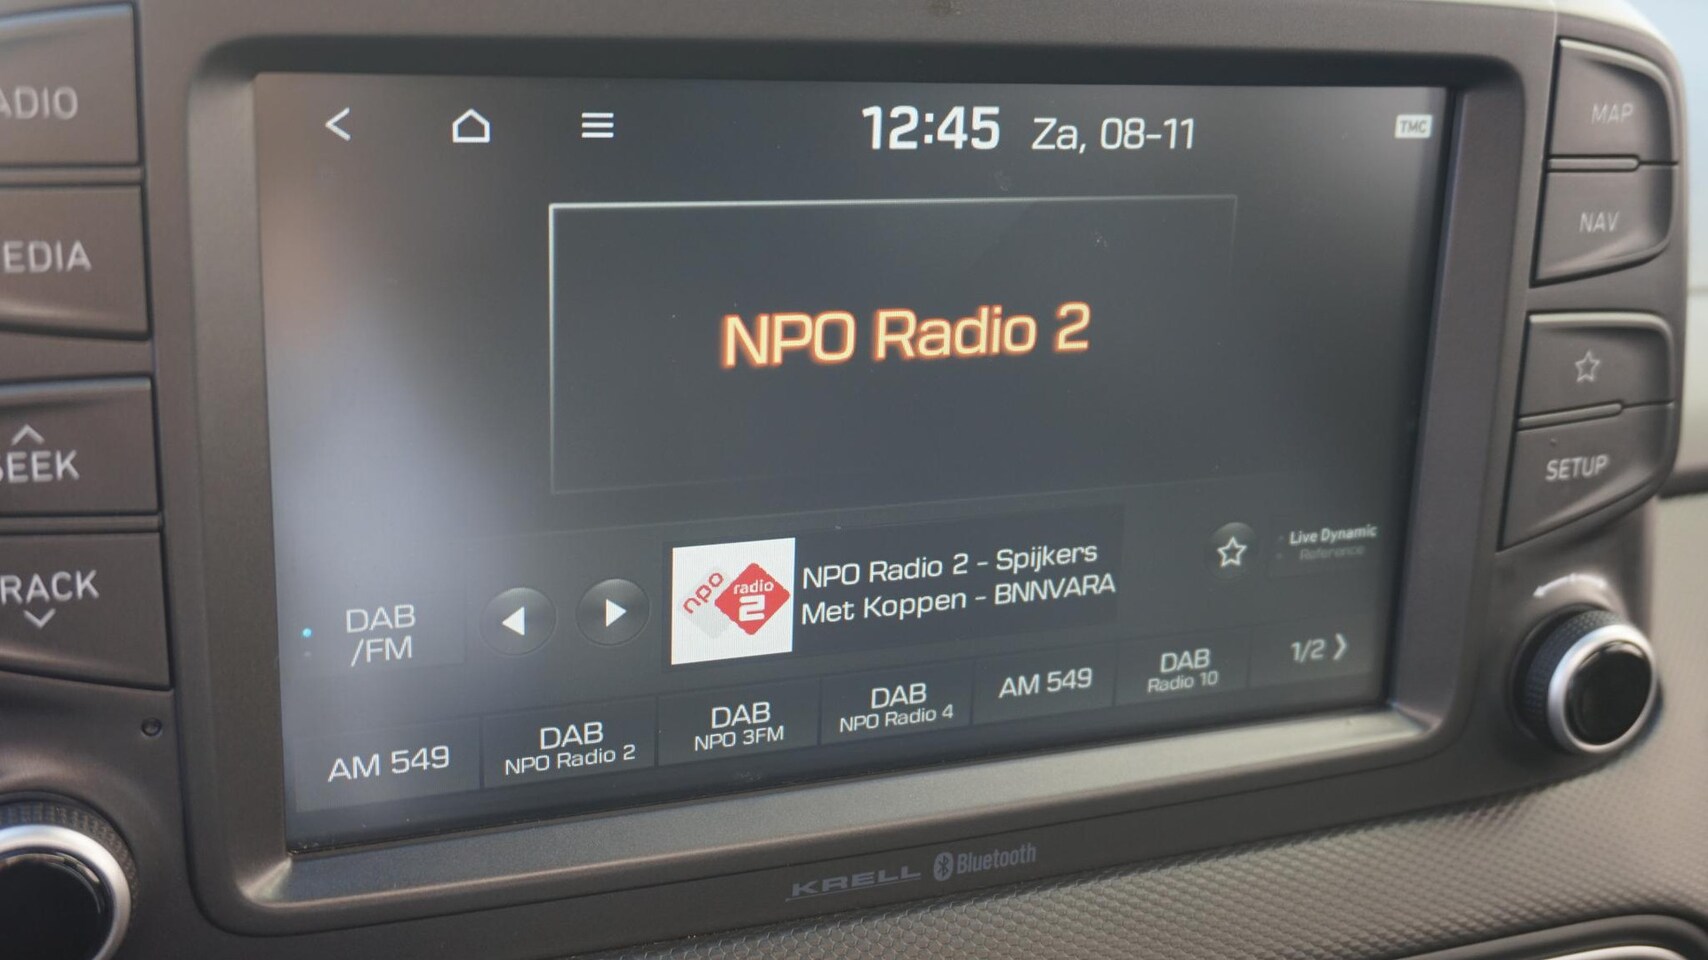 12:45 Za, 08-11
TMC
MAP
NAV
SETUP
NPO Radio 2
NPO Radio 2 - Spijkers
Met Koppen - BNNVARA
npo
radio
2
Live Dynamic
Reference
DAB
/FM
AM 549
DAB
NPO Radio 2
DAB
NPO 3FM
DAB
NPO Radio 4
AM 549
DAB
Radio 10
1/2
ADIO
EDIA
SEEK
RACK
KRELL Bluetooth